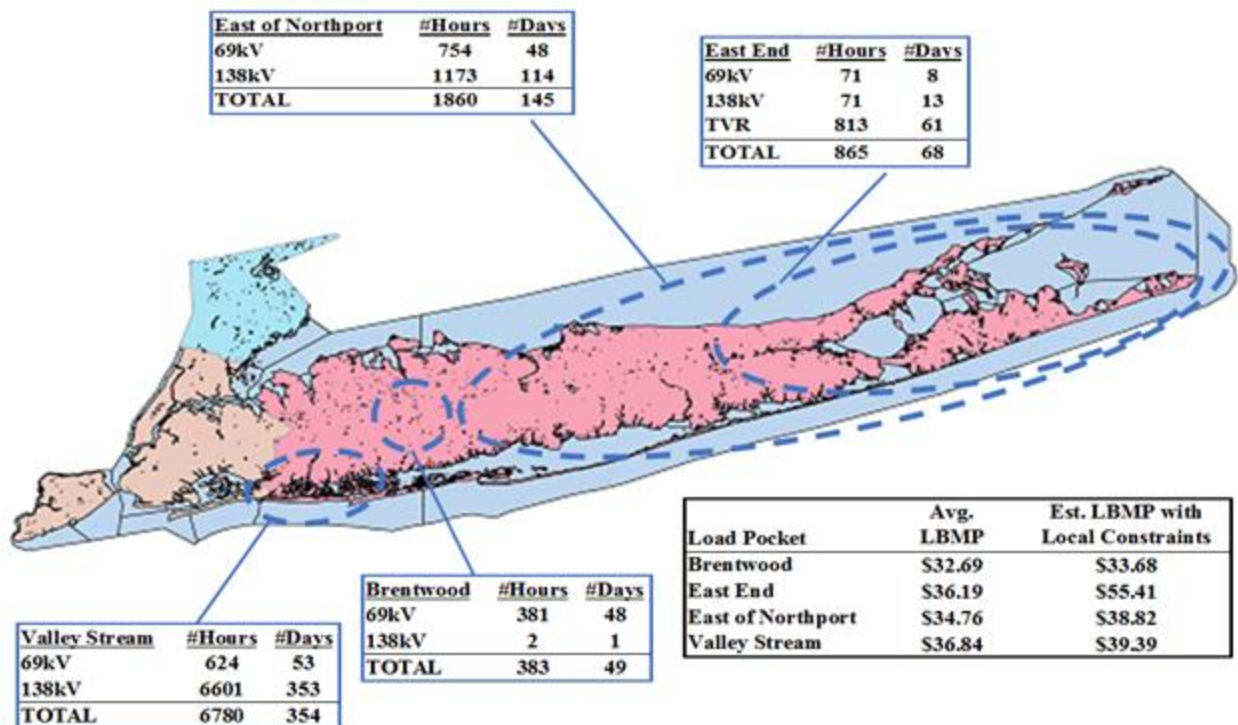 East of Northport #Hours #Days
69kV 754 48
138kV 1173 114
TOTAL 1860 145
East End #Hours #Days
69kV 71 8
138kV 71 13
TVR 813 61
TOTAL 865 68
Load Pocket Avg. LBMP Est. LBMP with Local Constraints
Brentwood $32.69 $33.68
East End $36.19 $55.41
East of Northport $34.76 $38.82
Valley Stream $36.84 $39.39
Brentwood #Hours #Days
69kV 381 48
138kV 2 1
TOTAL 383 49
Valley Stream #Hours #Days
69kV 624 53
138kV 6601 353
TOTAL 6780 354